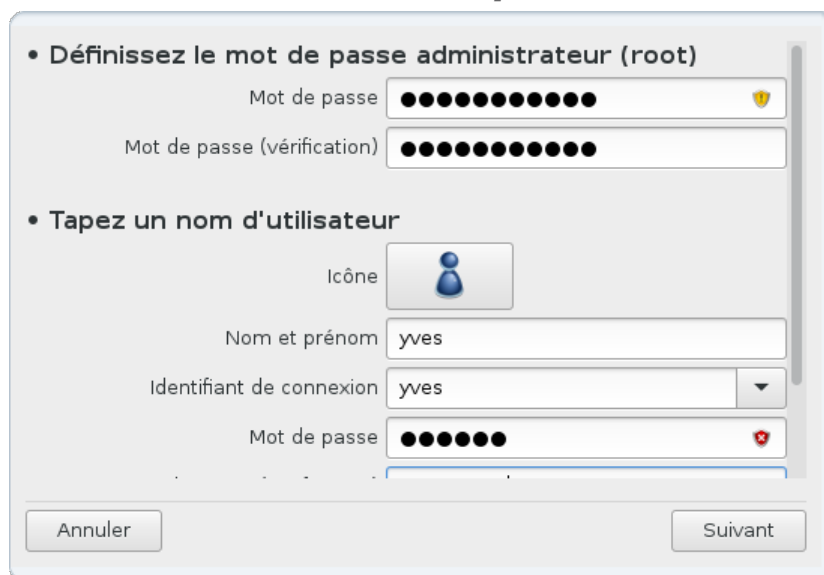 • Définissez le mot de passe administrateur (root)
Mot de passe ●●●●●●●●●●●
Mot de passe (vérification) ●●●●●●●●●●●
• Tapez un nom d'utilisateur
Icône
Nom et prénom yves
Identifiant de connexion yves
Mot de passe ●●●●●●
Annuler Suivant